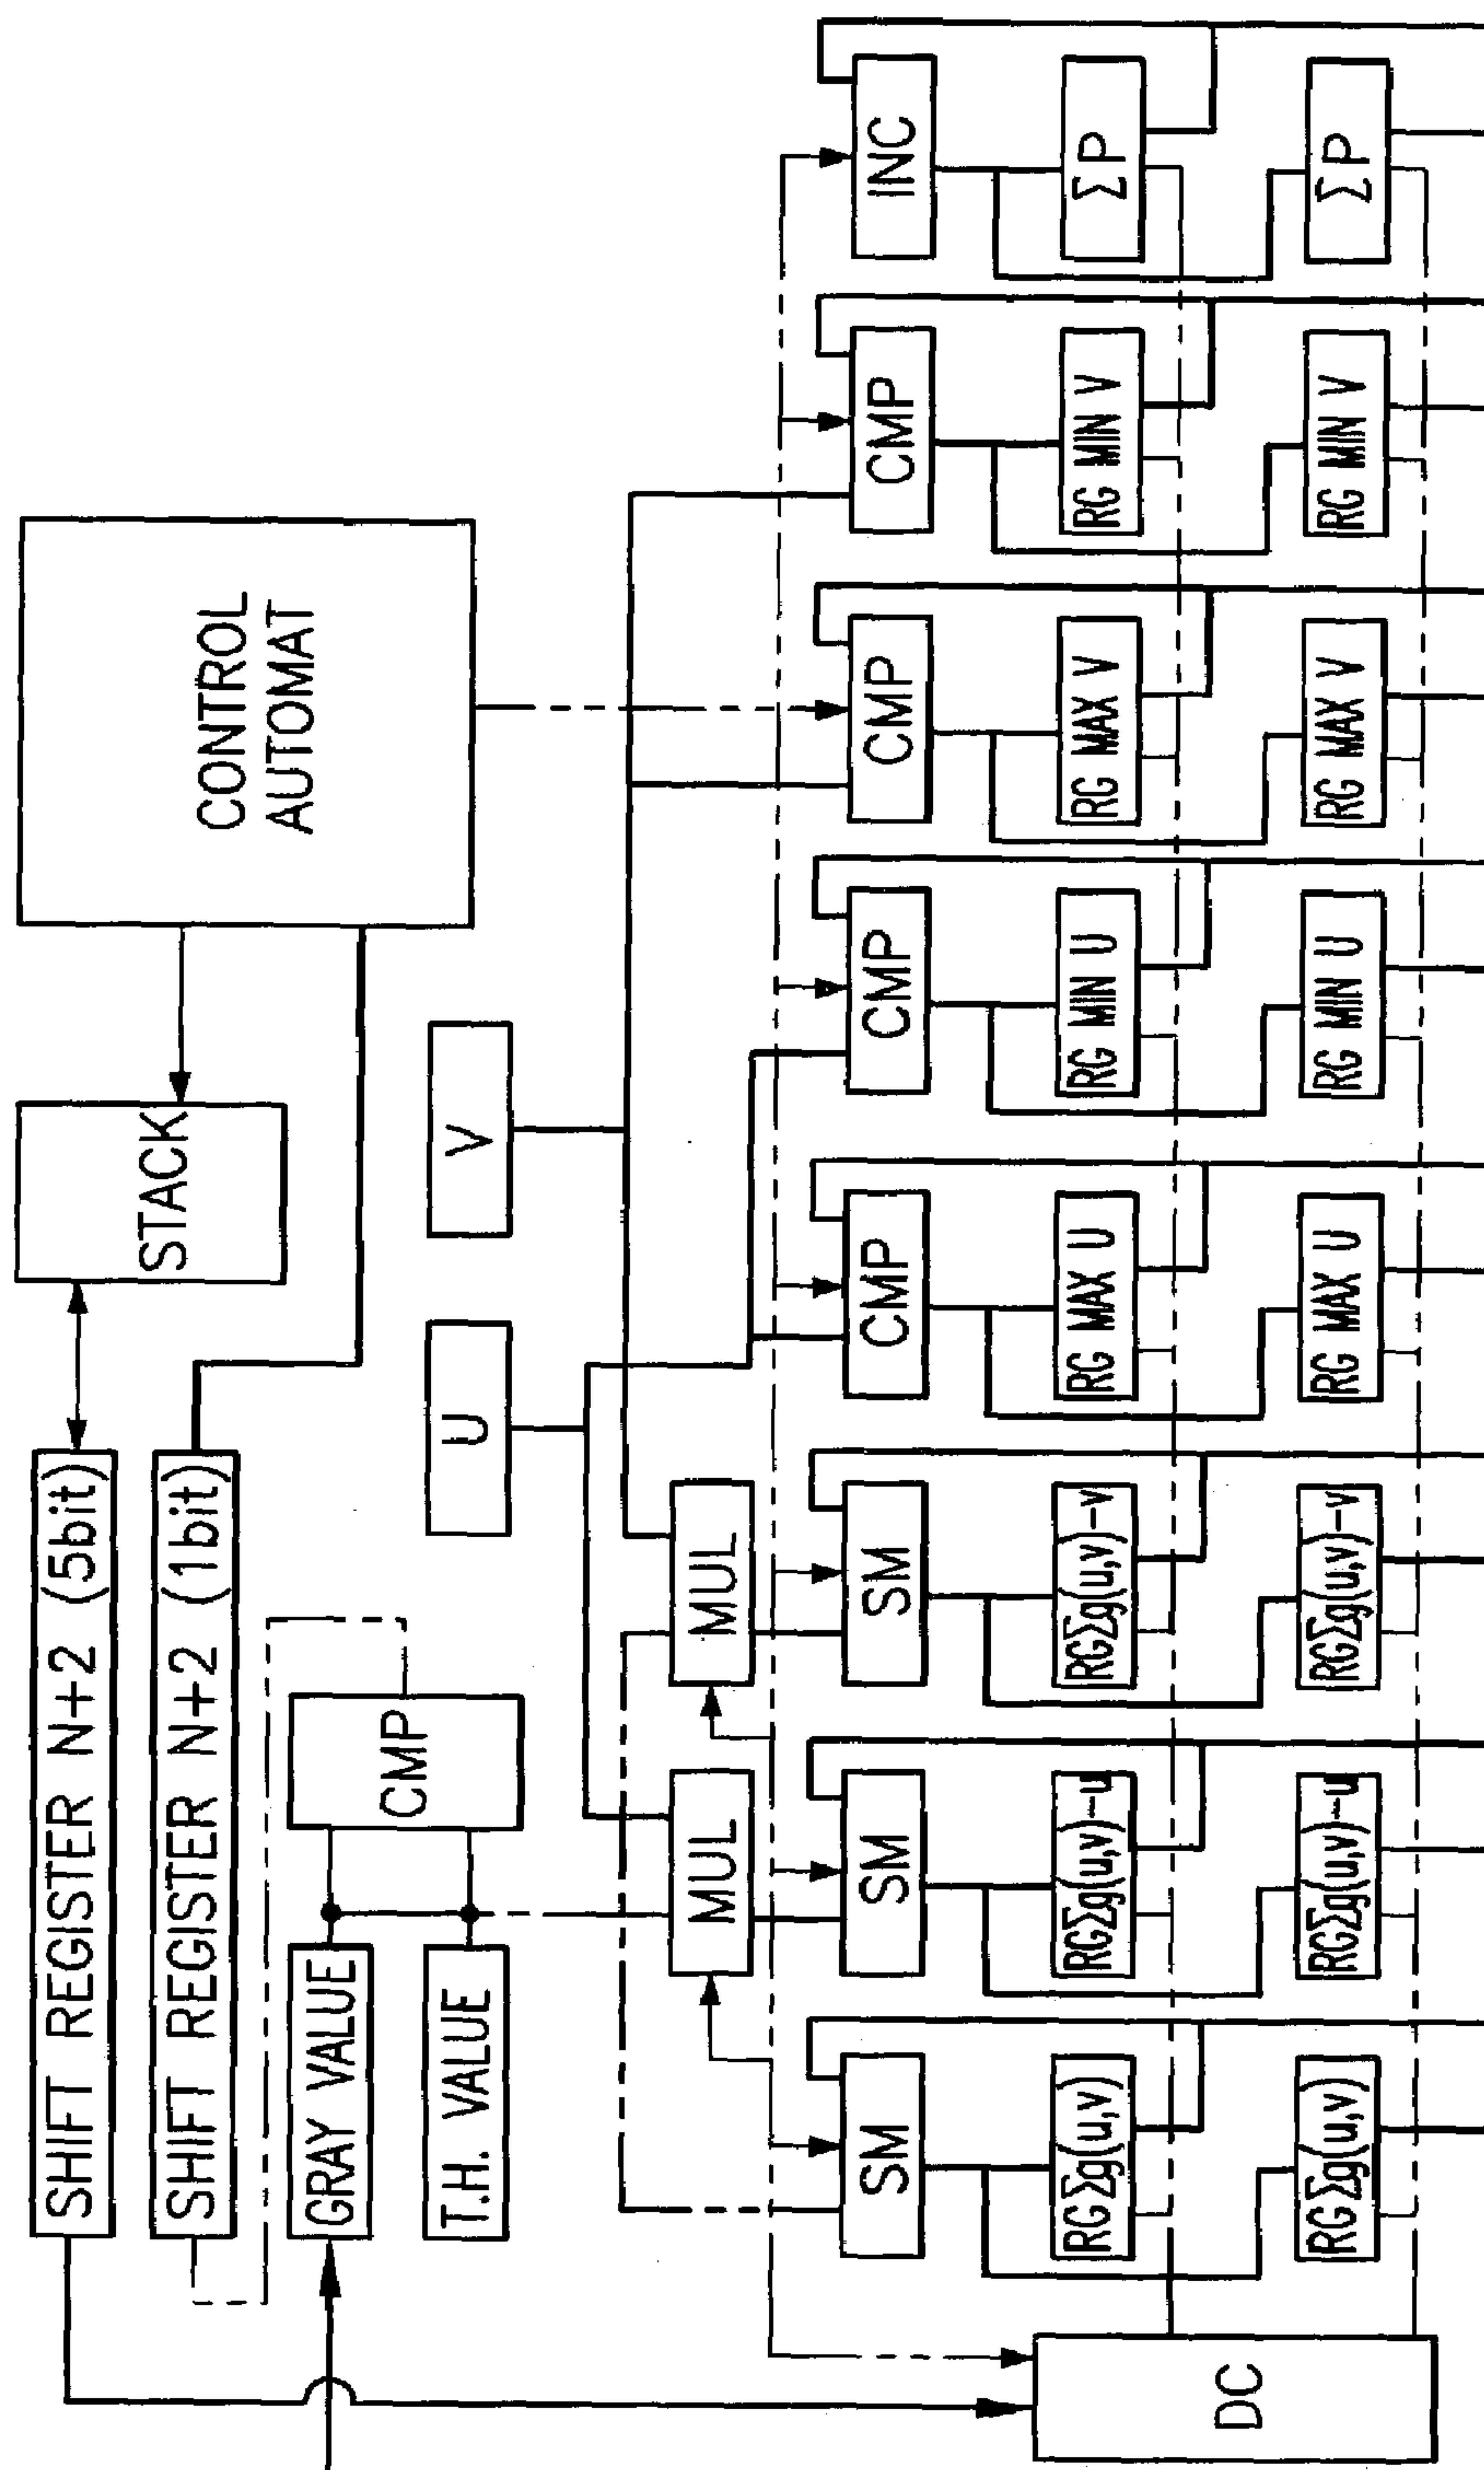 SHIFT REGISTER N+2 (5bit)
STACK
CONTROL
AUTOMAT
SHIFT REGISTER N+2 (1bit)
GRAY VALUE
CMP
T.H. VALUE
U
V
MUL
MUL
SM
SM
SM
CMP
CMP
CMP
CMP
INC
RGΣg(u,v)
RGΣg(u,v)-u
RGΣg(u,v)-v
RG MAX U
RG MIN U
RG MAX V
RG MIN V
ΣP
DC
RGΣg(u,v)
RGΣg(u,v)-u
RGΣg(u,v)-v
RG MAX U
RG MIN U
RG MAX V
RG MIN V
ΣP